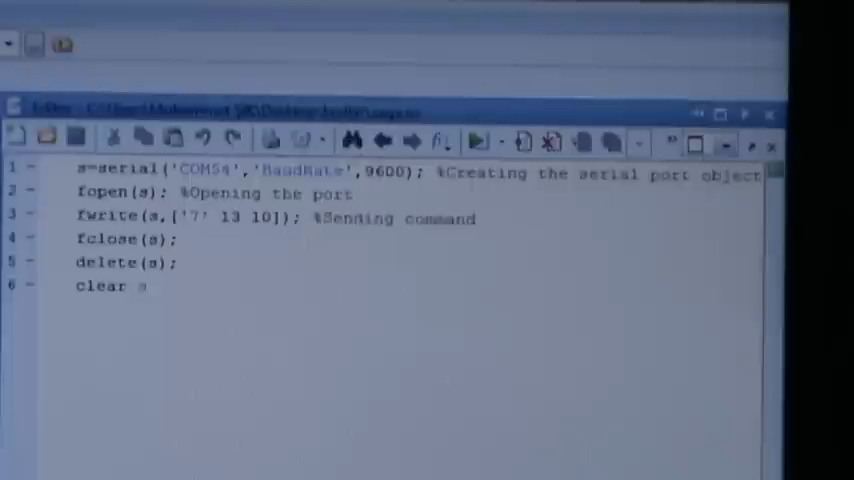 1 - s=serial('COM54','BaudRate',9600); %Creating the serial port object
2 - fopen(s); %Opening the port
3 - fwrite(s,['7' 13 10]); %Sending command
4 - fclose(s);
5 - delete(s);
6 - clear s